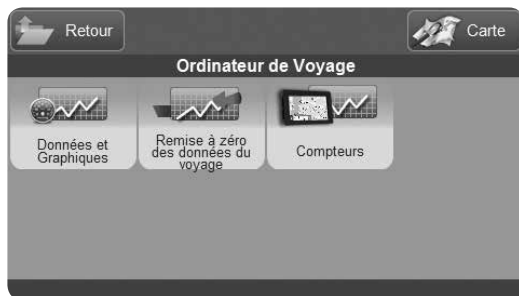 Retour
Carte
Ordinateur de Voyage
Données et
Graphiques
Remise à zéro
des données du
voyage
Compteurs